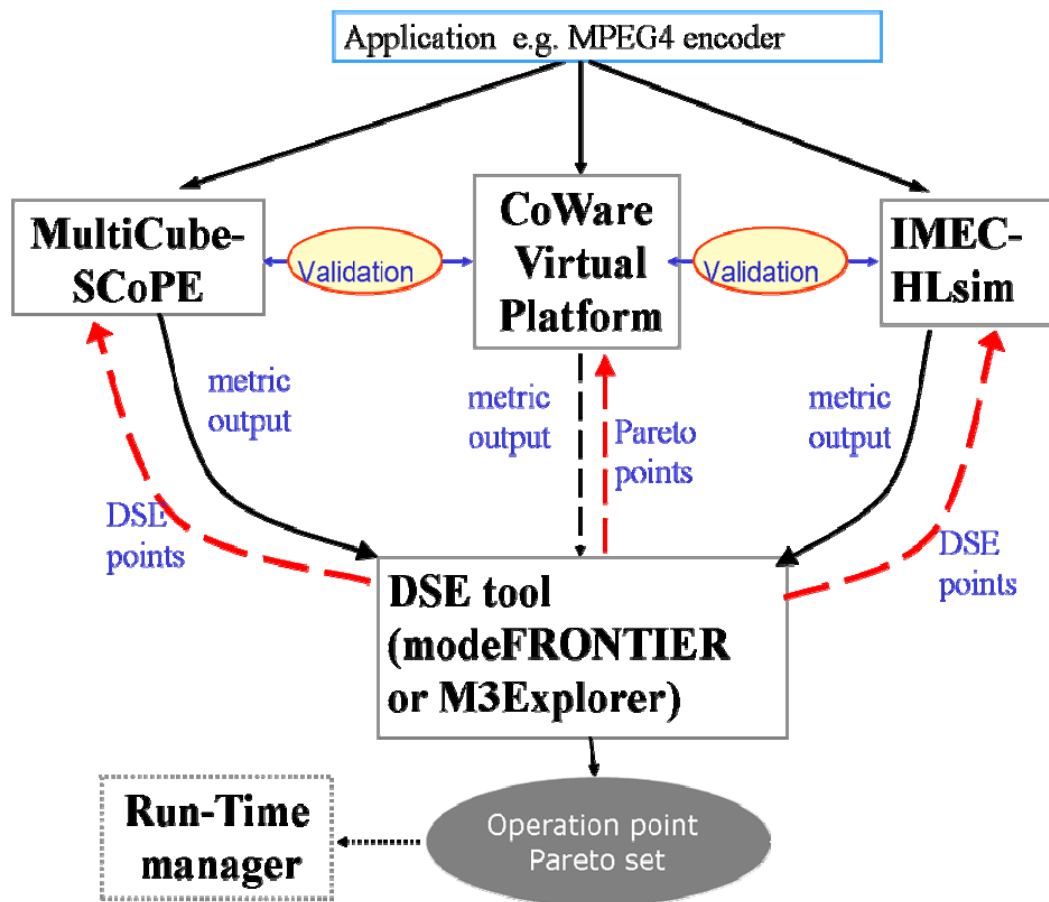 Application e.g. MPEG4 encoder
MultiCube-
SCoPE
Validation
CoWare
Virtual
Platform
Validation
IMEC-
HLsim
metric
output
metric
output
Pareto
points
metric
output
DSE
points
DSE
points
DSE tool
(modeFRONTIER
or M3Explorer)
Run-Time
manager
Operation point
Pareto set